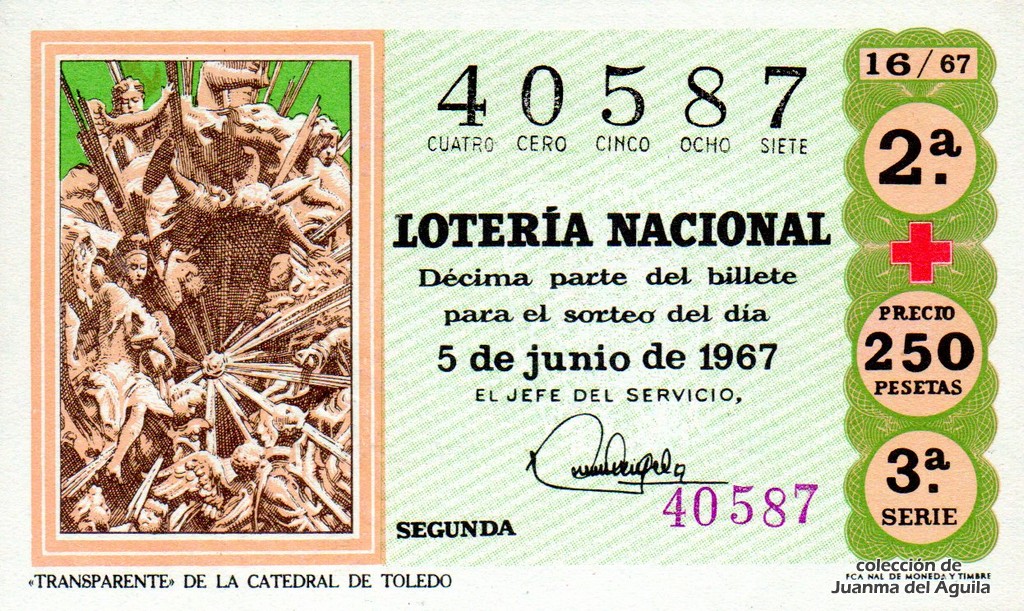 16/67
40587
CUATRO CERO CINCO OCHO SIETE
2.ª
LOTERÍA NACIONAL
Décima parte del billete
para el sorteo del día
5 de junio de 1967
EL JEFE DEL SERVICIO,
PRECIO
250
PESETAS
3.ª
SERIE
40587
SEGUNDA
«TRANSPARENTE» DE LA CATEDRAL DE TOLEDO
FCA NAL DE MONEDA Y TIMBRE
colección de
Juanma del Águila